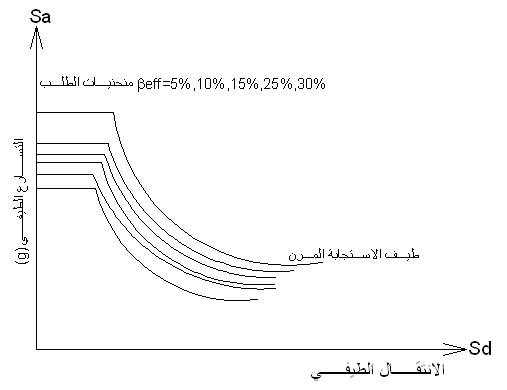 Sa
منحنيات الطلب βeff=5%,10%,15%,25%,30%
التسارع الطيفي (g)
طيف الاستجابة المرن
Sd
الانتقال الطيفي